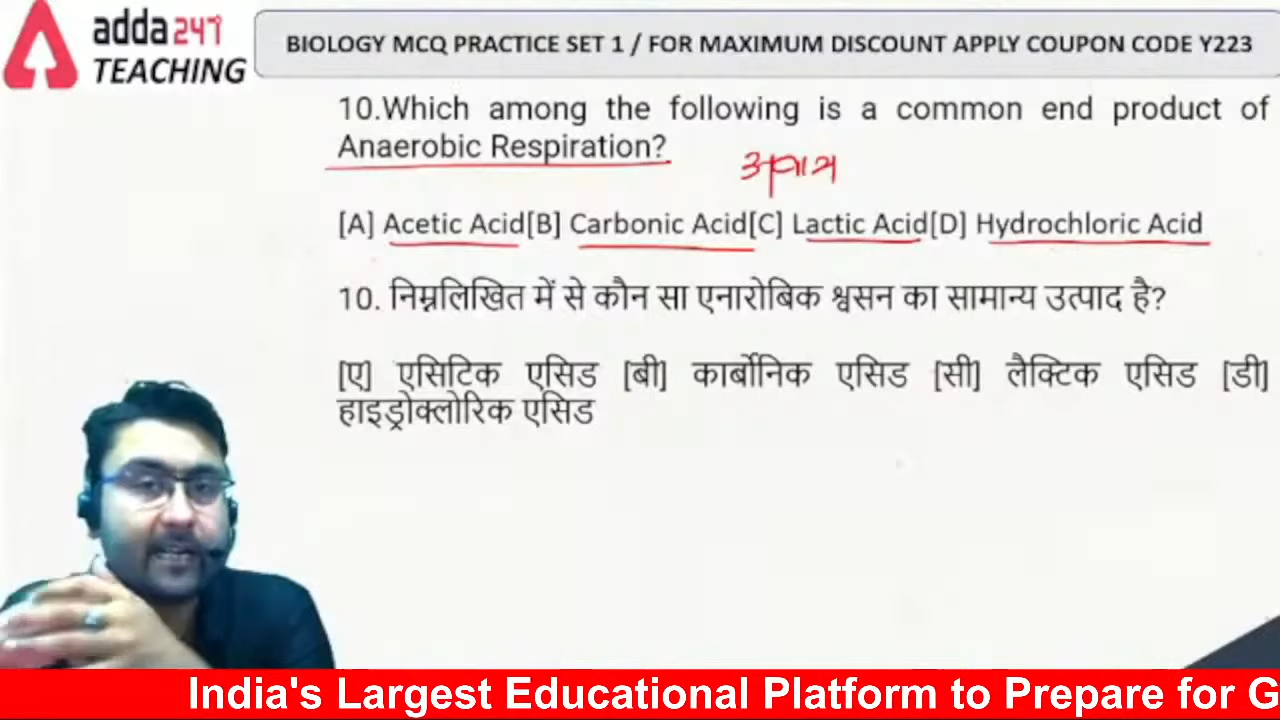 adda247
TEACHING
BIOLOGY MCQ PRACTICE SET 1 / FOR MAXIMUM DISCOUNT APPLY COUPON CODE Y223
10.Which among the following is a common end product of
Anaerobic Respiration?
[A] Acetic Acid[B] Carbonic Acid[C] Lactic Acid[D] Hydrochloric Acid
10. निम्नलिखित में से कौन सा एनारोबिक श्वसन का सामान्य उत्पाद है?
[ए] एसिटिक एसिड [बी] कार्बोनिक एसिड [सी] लैक्टिक एसिड [डी]
हाइड्रोक्लोरिक एसिड
India's Largest Educational Platform to Prepare for G